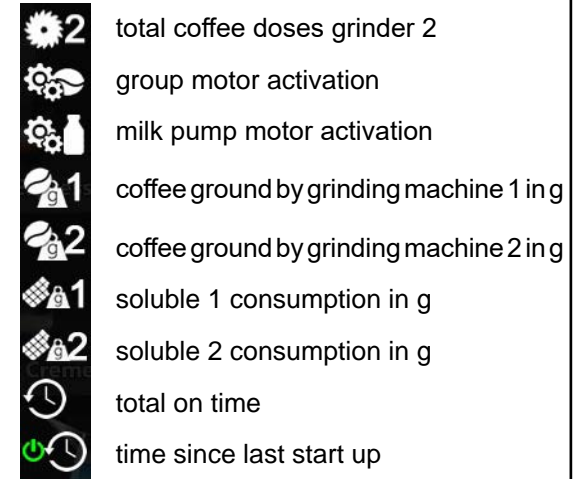 2 total coffee doses grinder 2
group motor activation
milk pump motor activation
g 1 coffee ground by grinding machine 1 in g
g 2 coffee ground by grinding machine 2 in g
g 1 soluble 1 consumption in g
g 2 soluble 2 consumption in g
Creme
total on time
time since last start up